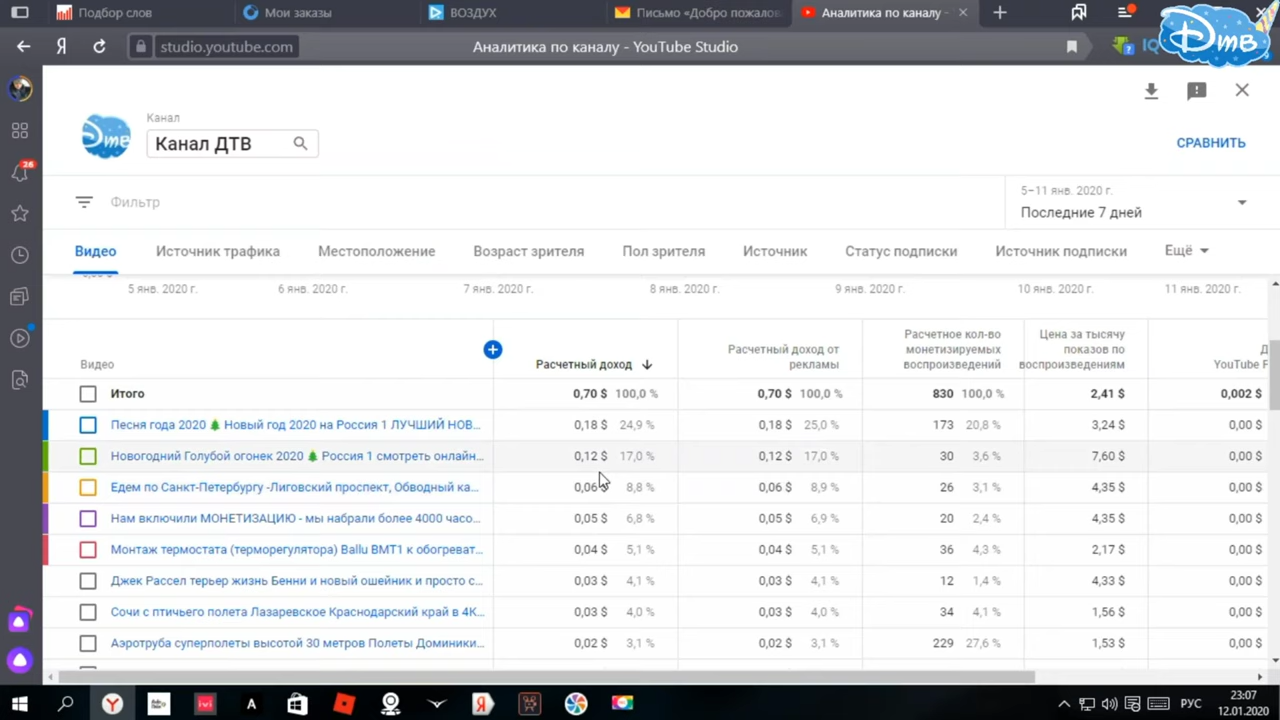 Подбор слов
Мои заказы
ВОЗДУХ
Письмо «Добро пожалов
Аналитика по каналу -
studio.youtube.com
Аналитика по каналу - YouTube Studio
IQ
Дтв
26
Дтв
Канал
Канал ДТВ
СРАВНИТЬ
Фильтр
5–11 янв. 2020 г.
Последние 7 дней
Видео Источник трафика Местоположение Возраст зрителя Пол зрителя Источник Статус подписки Источник подписки Ещё
5 янв. 2020 г. 6 янв. 2020 г. 7 янв. 2020 г. 8 янв. 2020 г. 9 янв. 2020 г. 10 янв. 2020 г. 11 янв. 2020 г.
Видео
Расчетный доход
Расчетный доход от
рекламы
Расчетное кол-во
монетизируемых
воспроизведений
Цена за тысячу
показов по
воспроизведениям
Д
YouTube P
Итого 0,70 $ 100,0 % 0,70 $ 100,0 % 830 100,0 % 2,41 $ 0,002 $
Песня года 2020 🌲 Новый год 2020 на Россия 1 ЛУЧШИЙ НОВ... 0,18 $ 24,9 % 0,18 $ 25,0 % 173 20,8 % 3,24 $ 0,00 $
Новогодний Голубой огонек 2020 🌲 Россия 1 смотреть онлайн... 0,12 $ 17,0 % 0,12 $ 17,0 % 30 3,6 % 7,60 $ 0,00 $
Едем по Санкт-Петербургу -Лиговский проспект, Обводный ка... 0,06 $ 8,8 % 0,06 $ 8,9 % 26 3,1 % 4,35 $ 0,00 $
Нам включили МОНЕТИЗАЦИЮ - мы набрали более 4000 часо... 0,05 $ 6,8 % 0,05 $ 6,9 % 20 2,4 % 4,35 $ 0,00 $
Монтаж термостата (терморегулятора) Ballu BMT1 к обогреват... 0,04 $ 5,1 % 0,04 $ 5,1 % 36 4,3 % 2,17 $ 0,00 $
Джек Рассел терьер жизнь Бенни и новый ошейник и просто с... 0,03 $ 4,1 % 0,03 $ 4,1 % 12 1,4 % 4,33 $ 0,00 $
Сочи с птичьего полета Лазаревское Краснодарский край в 4K... 0,03 $ 4,0 % 0,03 $ 4,0 % 34 4,1 % 1,56 $ 0,00 $
Аэротруба суперполеты высотой 30 метров Полеты Доминики... 0,02 $ 3,1 % 0,02 $ 3,1 % 229 27,6 % 1,53 $ 0,00 $
РУС
23:07
12.01.2020